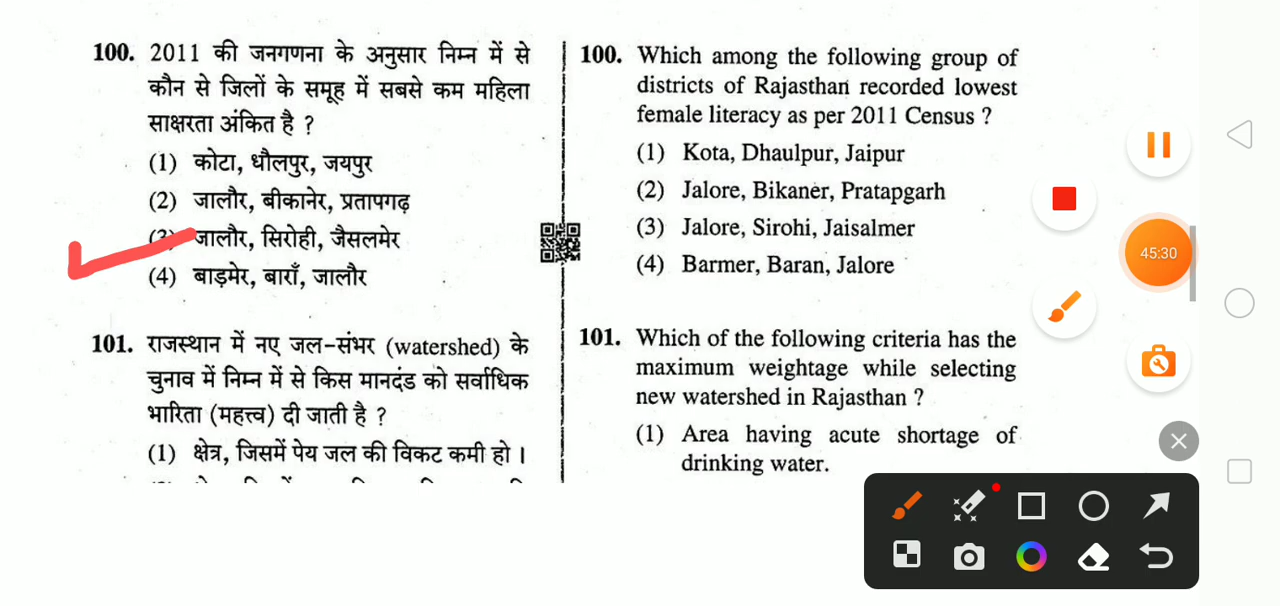 100. 2011 की जनगणना के अनुसार निम्न में से
कौन से जिलों के समूह में सबसे कम महिला
साक्षरता अंकित है ?
(1) कोटा, धौलपुर, जयपुर
(2) जालौर, बीकानेर, प्रतापगढ़
(3) जालौर, सिरोही, जैसलमेर
(4) बाड़मेर, बाराँ, जालौर
101. राजस्थान में नए जल-संभर (watershed) के
चुनाव में निम्न में से किस मानदंड को सर्वाधिक
भारिता (महत्त्व) दी जाती है ?
(1) क्षेत्र, जिसमें पेय जल की विकट कमी हो ।
100. Which among the following group of
districts of Rajasthan recorded lowest
female literacy as per 2011 Census ?
(1) Kota, Dhaulpur, Jaipur
(2) Jalore, Bikaner, Pratapgarh
(3) Jalore, Sirohi, Jaisalmer
(4) Barmer, Baran, Jalore
101. Which of the following criteria has the
maximum weightage while selecting
new watershed in Rajasthan ?
(1) Area having acute shortage of
drinking water.
45:30